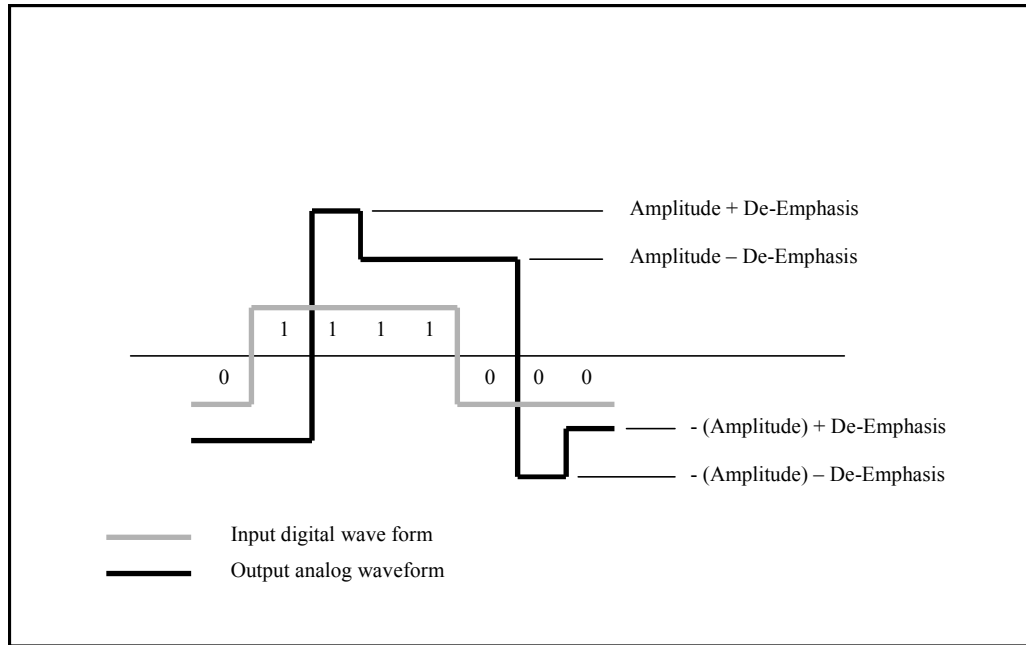 Amplitude + De-Emphasis
Amplitude – De-Emphasis
1 1 1 1
0 0 0 0
- (Amplitude) + De-Emphasis
- (Amplitude) – De-Emphasis
Input digital wave form
Output analog waveform